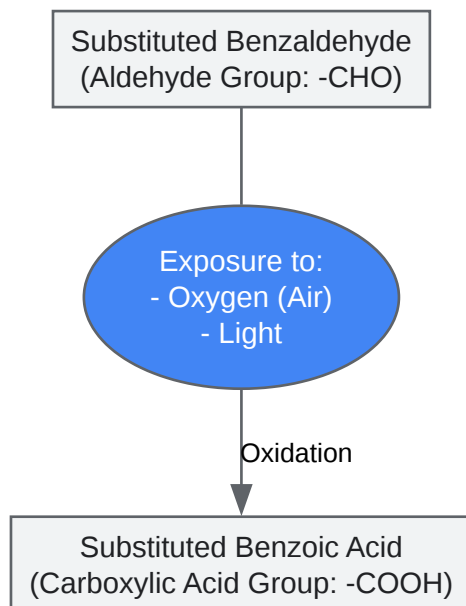 Substituted Benzaldehyde
(Aldehyde Group: -CHO)
Exposure to:
- Oxygen (Air)
- Light
Oxidation
Substituted Benzoic Acid
(Carboxylic Acid Group: -COOH)